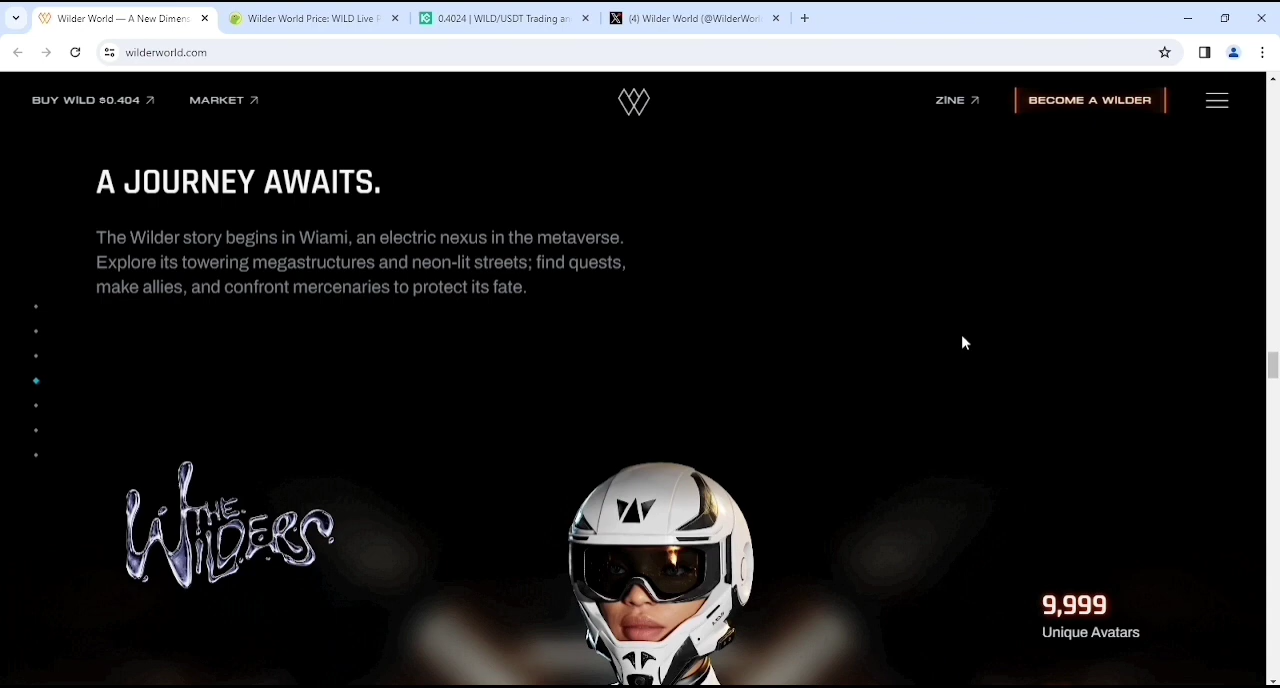 Wilder World — A New Dimens
Wilder World Price: WILD Live P
0.4024 | WILD/USDT Trading an
(4) Wilder World (@WilderWorl
wilderworld.com
BUY WILD $0.404
MARKET
ZINE
BECOME A WILDER
A JOURNEY AWAITS.
The Wilder story begins in Wiami, an electric nexus in the metaverse.
Explore its towering megastructures and neon-lit streets; find quests,
make allies, and confront mercenaries to protect its fate.
THE
WILDERS
9,999
Unique Avatars